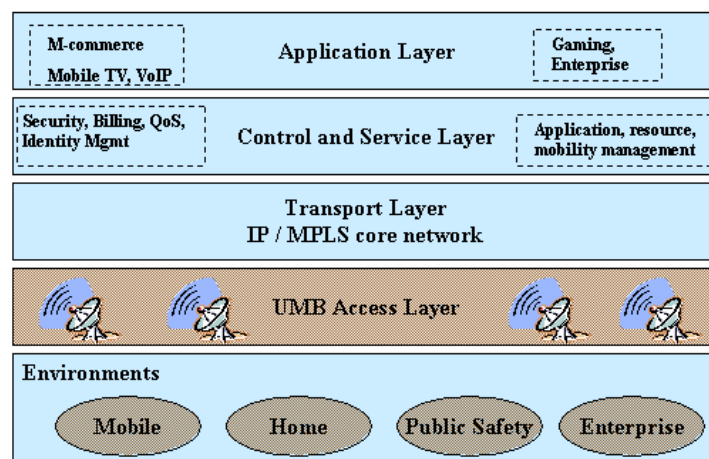 M-commerce
Mobile TV, VoIP
Application Layer
Gaming,
Enterprise
Security, Billing, QoS,
Identity Mgmt
Control and Service Layer
Application, resource,
mobility management
Transport Layer
IP / MPLS core network
UMB Access Layer
Environments
Mobile
Home
Public Safety
Enterprise